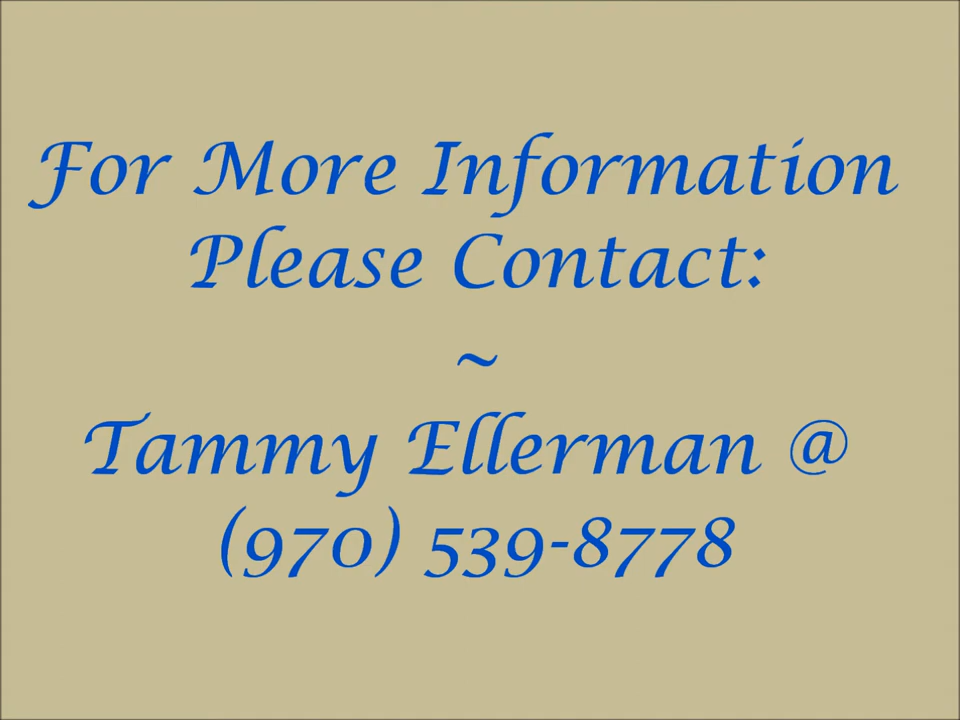 For More Information
Please Contact:
~
Tammy Ellerman @
(970) 539-8778